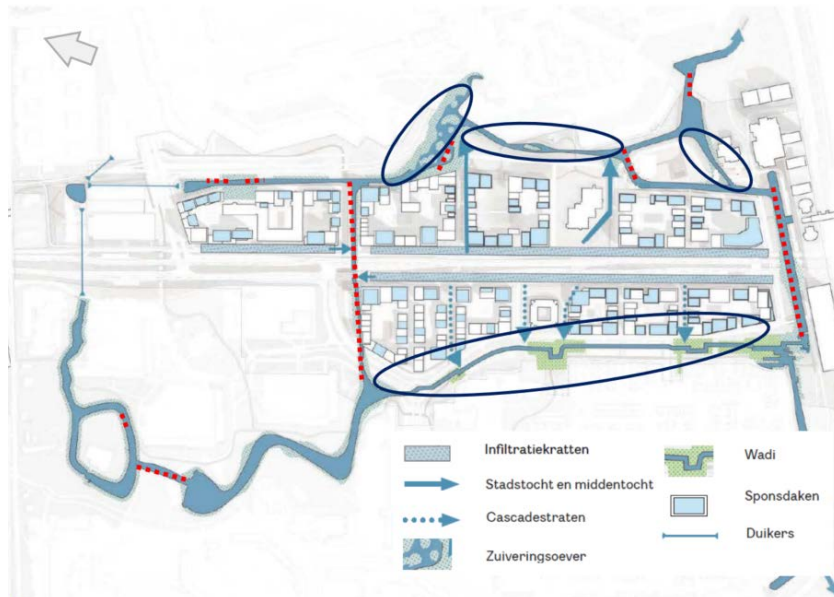 Infiltratiekratten
Stadstocht en middentocht
Cascadestraten
Zuiveringsoever
Wadi
Sponsdaken
Duikers